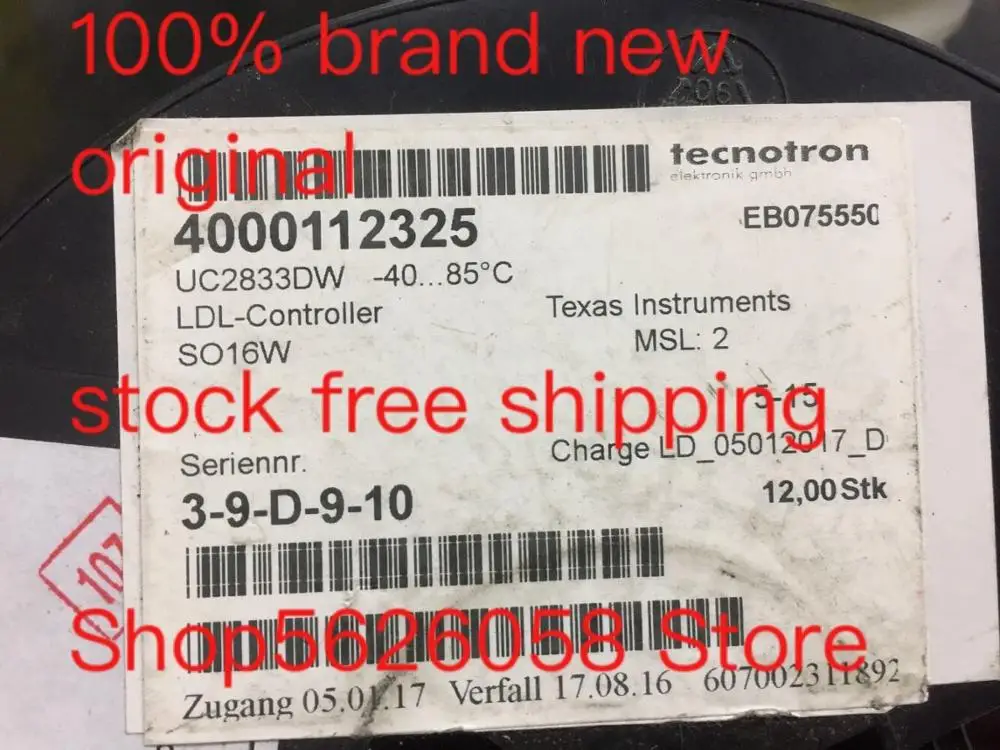 100% brand new
original
tecnotron
elektronik gmbh
4000112325
EB075550
UC2833DW -40...85°C
LDL-Controller
Texas Instruments
SO16W
MSL: 2
stock free shipping
5-15
Seriennr.
Charge LD_05012017_D
3-9-D-9-10
12,00Stk
107
Shop5626058 Store
Zugang 05.01.17 Verfall 17.08.16 607002311892